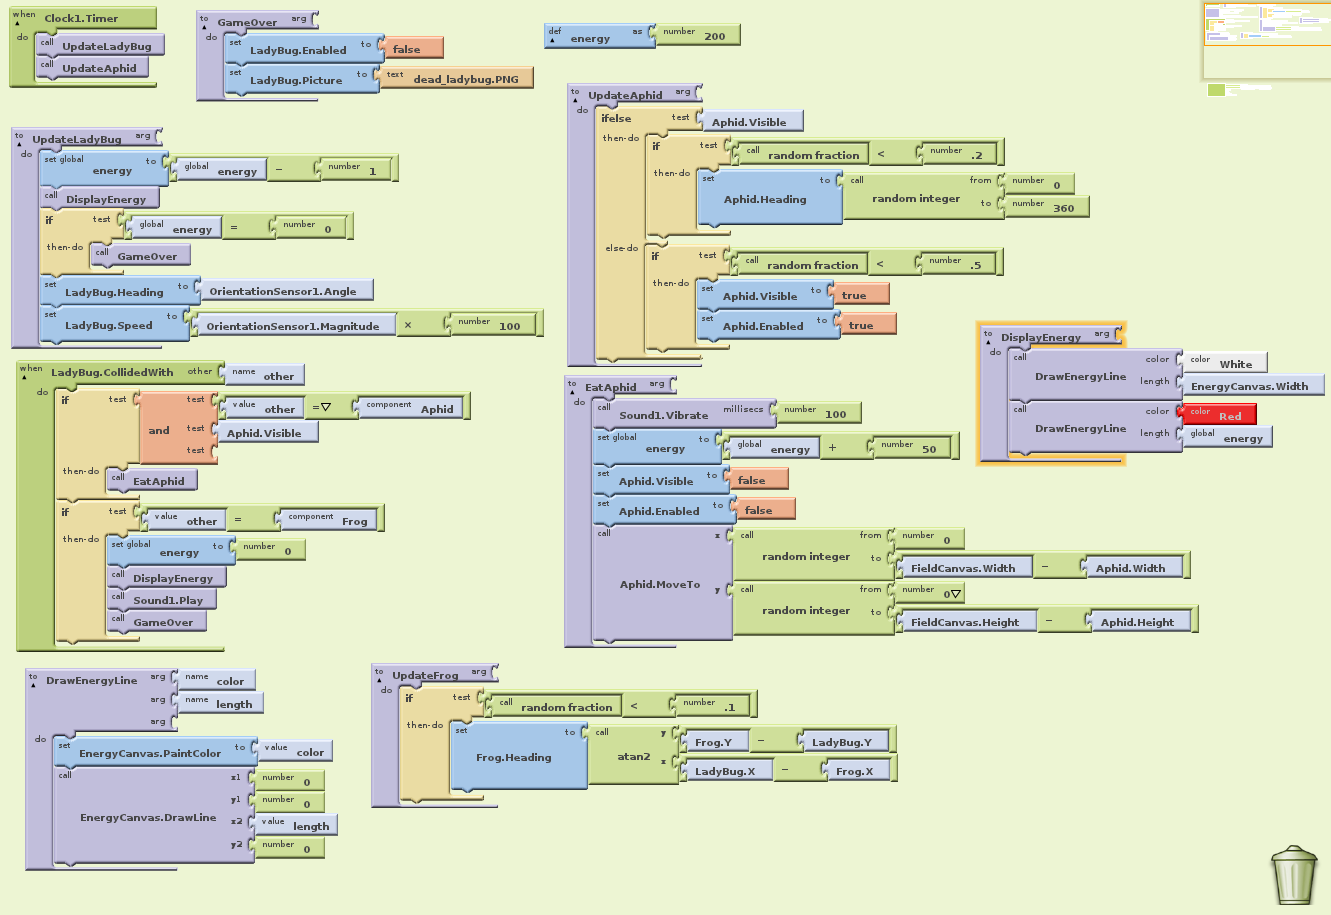 when Clock1.Timer
do call UpdateLadyBug
call UpdateAphid
to GameOver arg
do set LadyBug.Enabled to false
set LadyBug.Picture to text dead_ladybug.PNG
def energy as number 200
to UpdateLadyBug arg
do set global energy to global energy − number 1
call DisplayEnergy
if test global energy = number 0
then-do call GameOver
set LadyBug.Heading to OrientationSensor1.Angle
set LadyBug.Speed to OrientationSensor1.Magnitude × number 100
to UpdateAphid arg
do ifelse test Aphid.Visible
then-do if test call random fraction < number .2
then-do set Aphid.Heading to call random integer from number 0
to number 360
else-do if test call random fraction < number .5
then-do set Aphid.Visible to true
set Aphid.Enabled to true
to DisplayEnergy arg
do call DrawEnergyLine color color White
length EnergyCanvas.Width
call DrawEnergyLine color color Red
length global energy
when LadyBug.CollidedWith other name other
do if test and test value other = component Aphid
test Aphid.Visible
test
then-do call EatAphid
if test value other = component Frog
then-do set global energy to number 0
call DisplayEnergy
call Sound1.Play
call GameOver
to EatAphid arg
do call Sound1.Vibrate millisecs number 100
set global energy to global energy + number 50
set Aphid.Visible to false
set Aphid.Enabled to false
call Aphid.MoveTo x call random integer from number 0
to FieldCanvas.Width − Aphid.Width
y call random integer from number 0
to FieldCanvas.Height − Aphid.Height
to DrawEnergyLine arg name color
arg name length
arg
do set EnergyCanvas.PaintColor to value color
call EnergyCanvas.DrawLine x1 number 0
y1 number 0
x2 value length
y2 number 0
to UpdateFrog arg
do if test call random fraction < number .1
then-do set Frog.Heading to call atan2 y Frog.Y − LadyBug.Y
x LadyBug.X − Frog.X